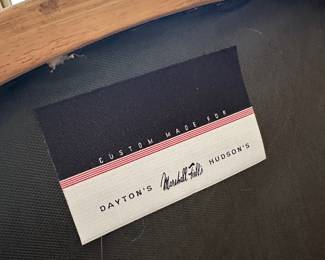 CUSTOM MADE FOR
DAYTON'S Marshall Field's HUDSON'S